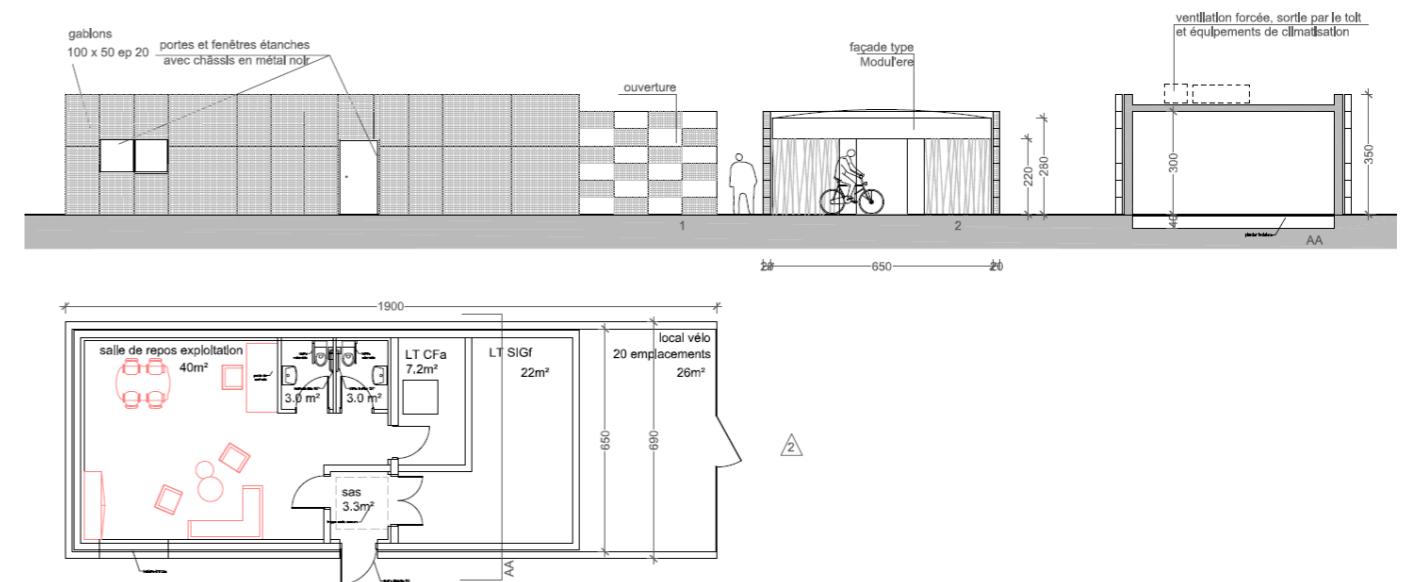 gabions
100 x 50 ep 20
portes et fenêtres étanches
avec châssis en métal noir
ouverture
façade type
Modul'ere
ventilation forcée, sortie par le toit
et équipements de climatisation
220
280
300
350
40
1
2
AA
20
650
20
1900
salle de repos exploitation
40m²
3.0 m²
3.0 m²
LT CFa
7.2m²
LT SIGf
22m²
local vélo
20 emplacements
26m²
650
690
2
sas
3.3m²
AA